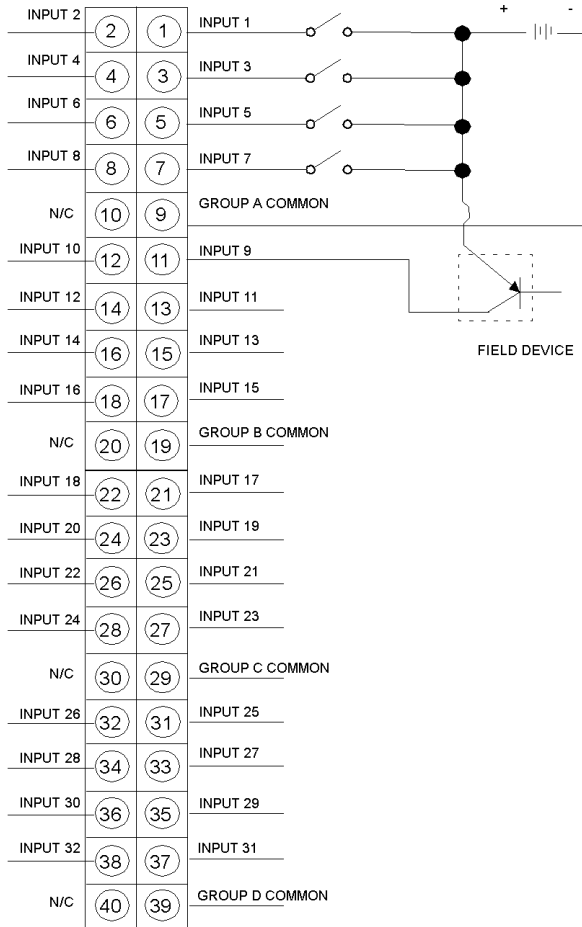 + -
INPUT 2 2 1 INPUT 1
INPUT 4 4 3 INPUT 3
INPUT 6 6 5 INPUT 5
INPUT 8 8 7 INPUT 7
N/C 10 9 GROUP A COMMON
INPUT 10 12 11 INPUT 9
INPUT 12 14 13 INPUT 11
INPUT 14 16 15 INPUT 13
FIELD DEVICE
INPUT 16 18 17 INPUT 15
N/C 20 19 GROUP B COMMON
INPUT 18 22 21 INPUT 17
INPUT 20 24 23 INPUT 19
INPUT 22 26 25 INPUT 21
INPUT 24 28 27 INPUT 23
N/C 30 29 GROUP C COMMON
INPUT 26 32 31 INPUT 25
INPUT 28 34 33 INPUT 27
INPUT 30 36 35 INPUT 29
INPUT 32 38 37 INPUT 31
N/C 40 39 GROUP D COMMON